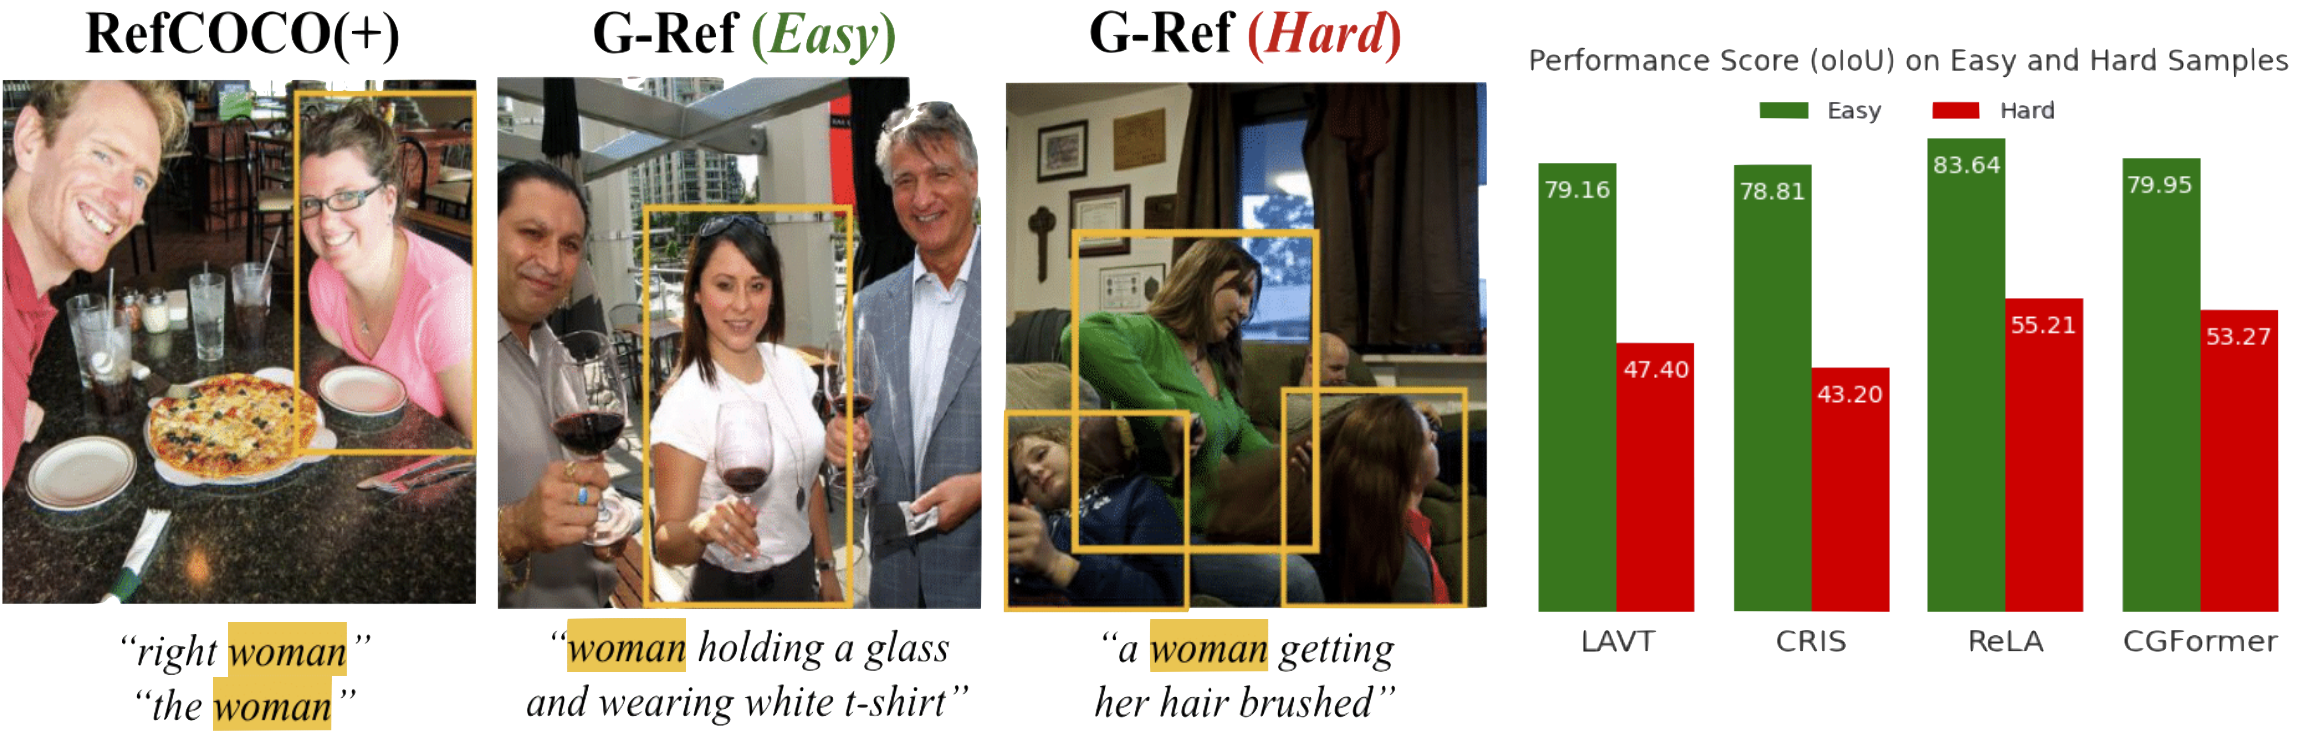 RefCOCO(+)
“right woman”
“the woman”
G-Ref (Easy)
“woman holding a glass
and wearing white t-shirt”
G-Ref (Hard)
“a woman getting
her hair brushed”
Performance Score (oIoU) on Easy and Hard Samples
Easy
Hard
79.16
47.40
78.81
43.20
83.64
55.21
79.95
53.27
LAVT
CRIS
ReLA
CGFormer